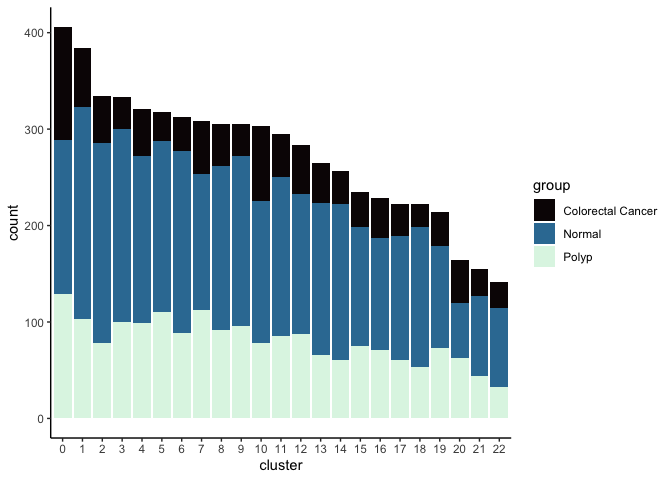 400
300
200
100
0
count
0 1 2 3 4 5 6 7 8 9 10 11 12 13 14 15 16 17 18 19 20 21 22
cluster
group
Colorectal Cancer
Normal
Polyp